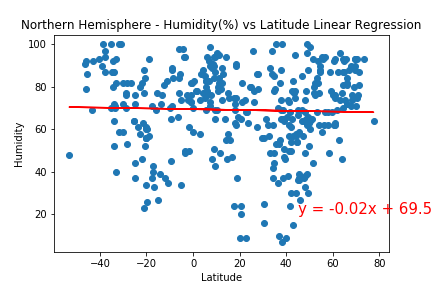 Northern Hemisphere - Humidity(%) vs Latitude Linear Regression
100
80
60
40
20
Humidity
y = -0.02x + 69.5
−40 −20 0 20 40 60 80
Latitude